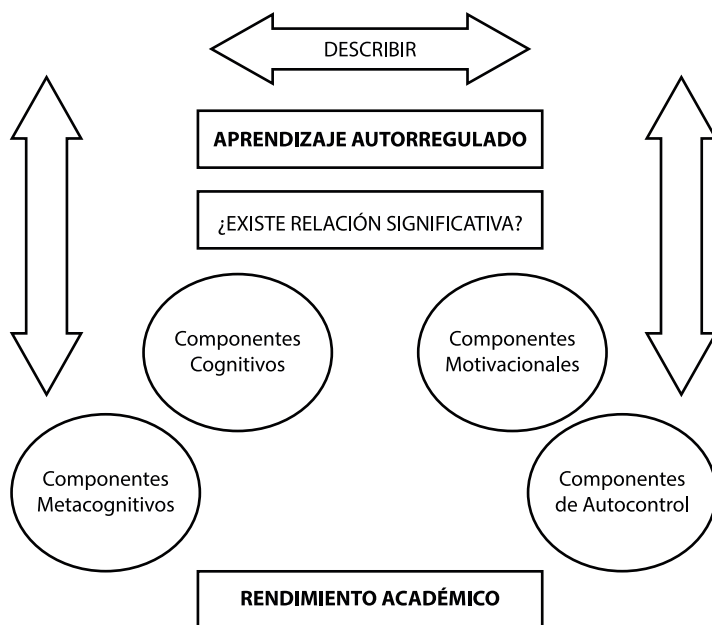 DESCRIBIR
APRENDIZAJE AUTORREGULADO
¿EXISTE RELACIÓN SIGNIFICATIVA?
Componentes
Cognitivos
Componentes
Motivacionales
Componentes
Metacognitivos
Componentes
de Autocontrol
RENDIMIENTO ACADÉMICO